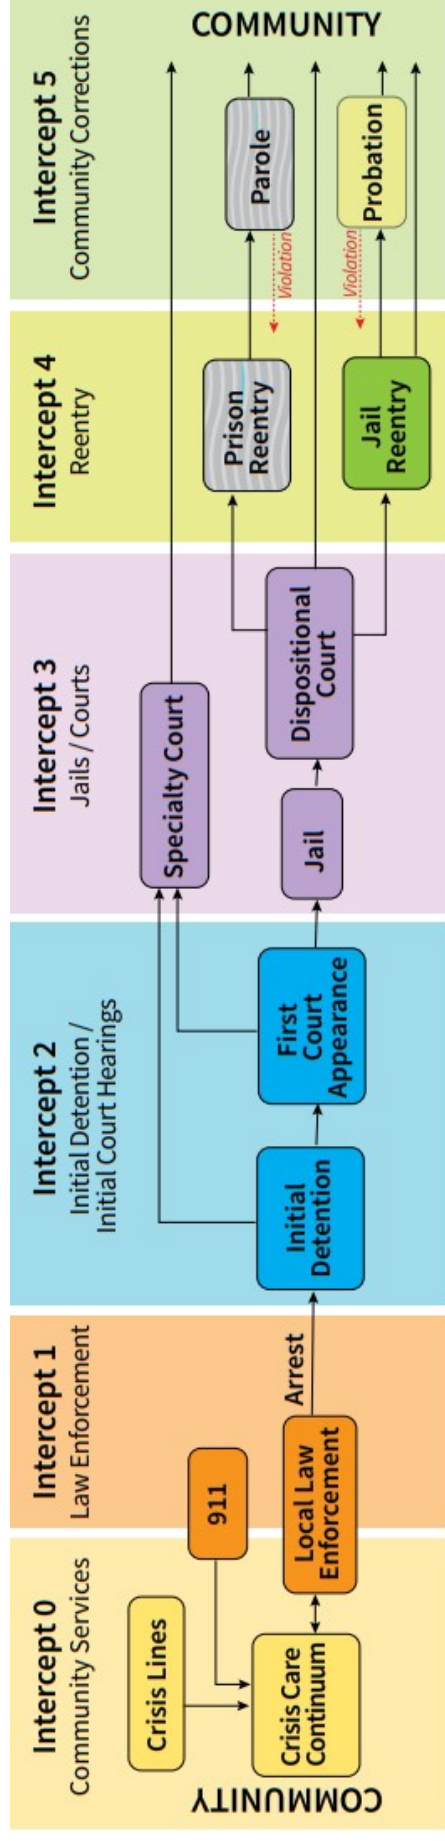 COMMUNITY
Intercept 0
Community Services
Crisis Lines
Crisis Care
Continuum
Intercept 1
Law Enforcement
911
Local Law
Enforcement
Arrest
Intercept 2
Initial Detention /
Initial Court Hearings
Initial
Detention
First
Court
Appearance
Intercept 3
Jails / Courts
Specialty Court
Jail
Dispositional
Court
Intercept 4
Reentry
Prison
Reentry
Jail
Reentry
Intercept 5
Community Corrections
Parole
Violation
Probation
Violation
COMMUNITY